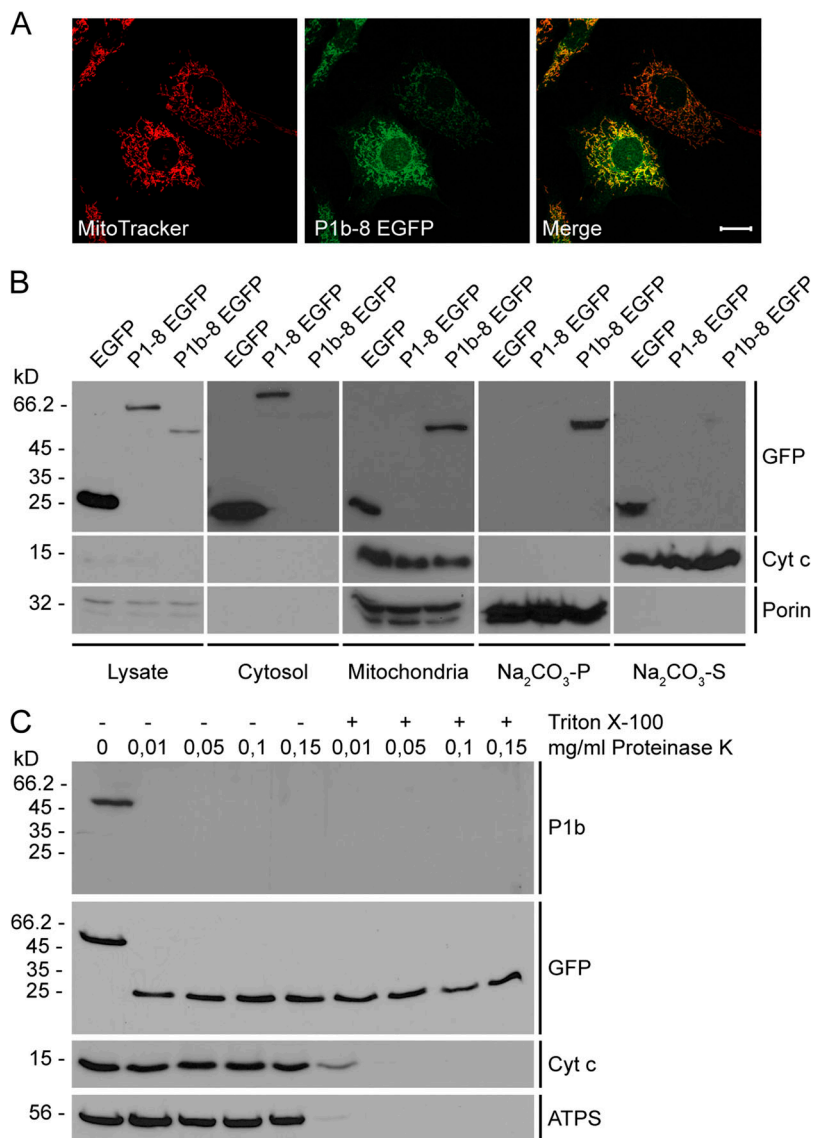 A
MitoTracker P1b-8 EGFP Merge
B
EGFP P1-8 EGFP P1b-8 EGFP EGFP P1-8 EGFP P1b-8 EGFP EGFP P1-8 EGFP P1b-8 EGFP EGFP P1-8 EGFP P1b-8 EGFP EGFP P1-8 EGFP P1b-8 EGFP
kD
66.2 -
45 -
35 -
25 -
GFP
15 -
Cyt c
32 -
Porin
Lysate Cytosol Mitochondria Na₂CO₃-P Na₂CO₃-S
C
- - - - - + + + + Triton X-100
0 0,01 0,05 0,1 0,15 0,01 0,05 0,1 0,15 mg/ml Proteinase K
kD
66.2 -
45 -
35 -
25 -
P1b
66.2 -
45 -
35 -
25 -
GFP
15 -
Cyt c
56 -
ATPS